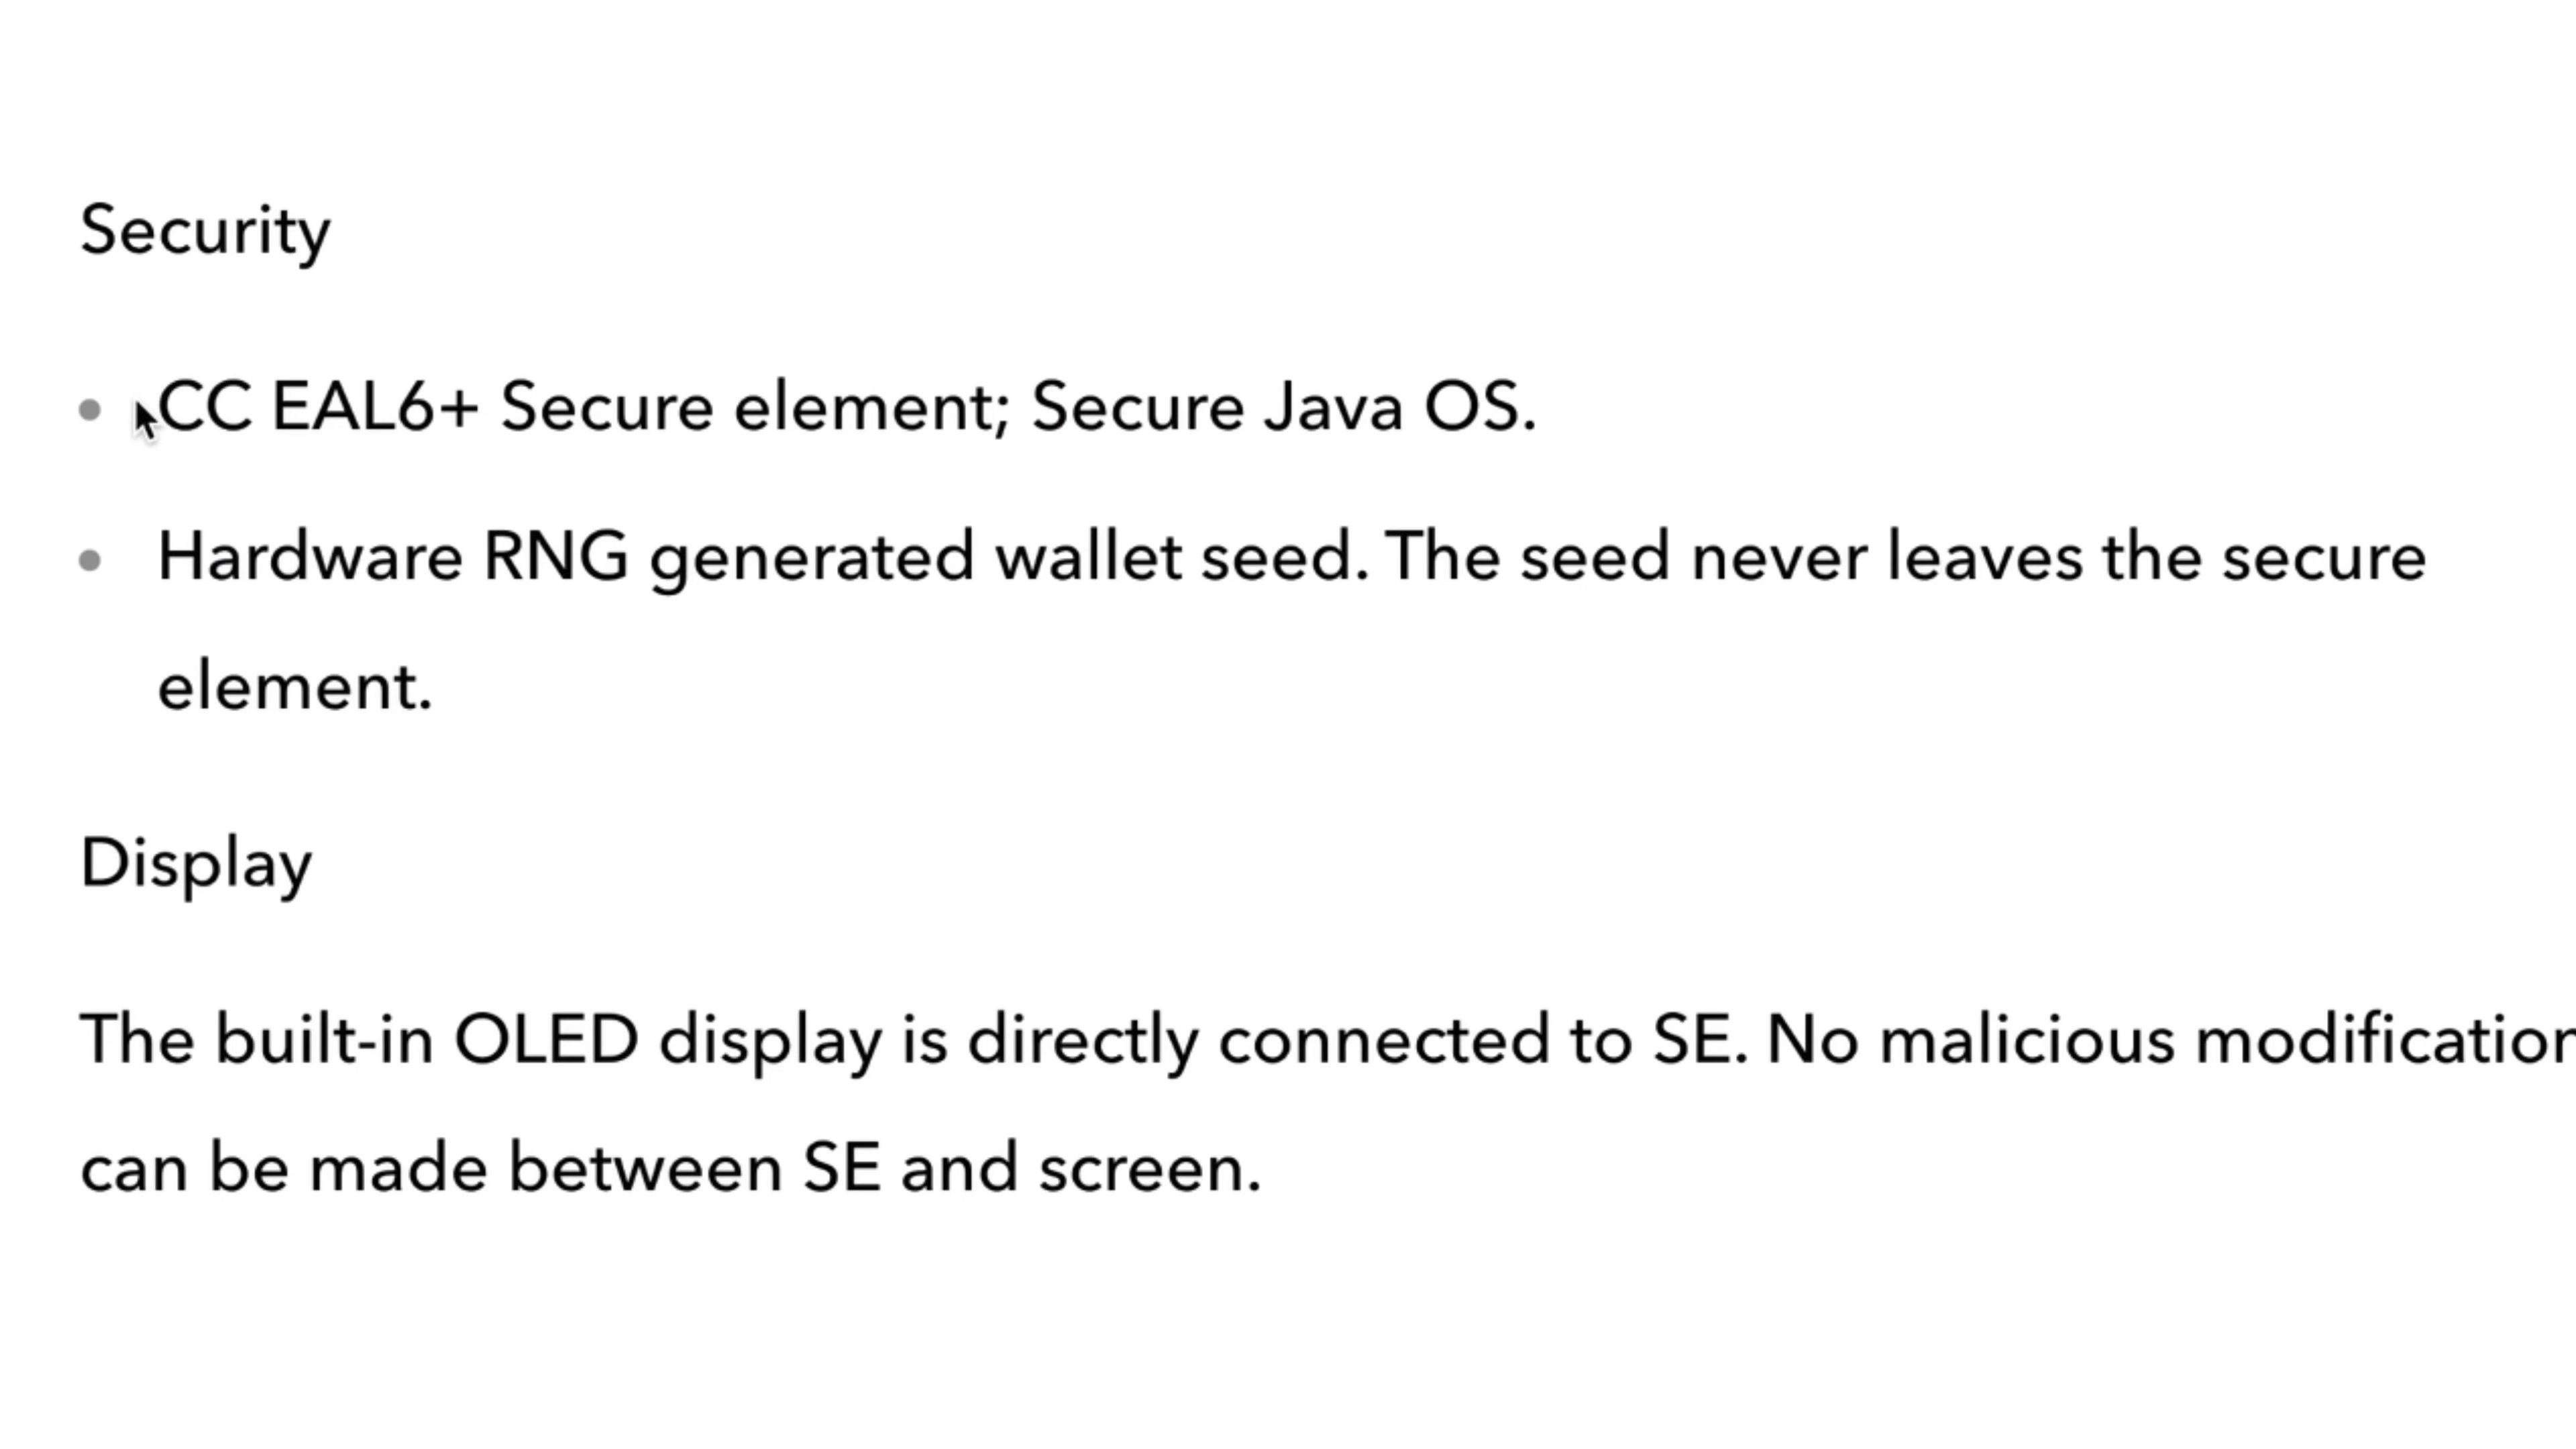 Security
CC EAL6+ Secure element; Secure Java OS.
Hardware RNG generated wallet seed. The seed never leaves the secure
element.
Display
The built-in OLED display is directly connected to SE. No malicious modification
can be made between SE and screen.